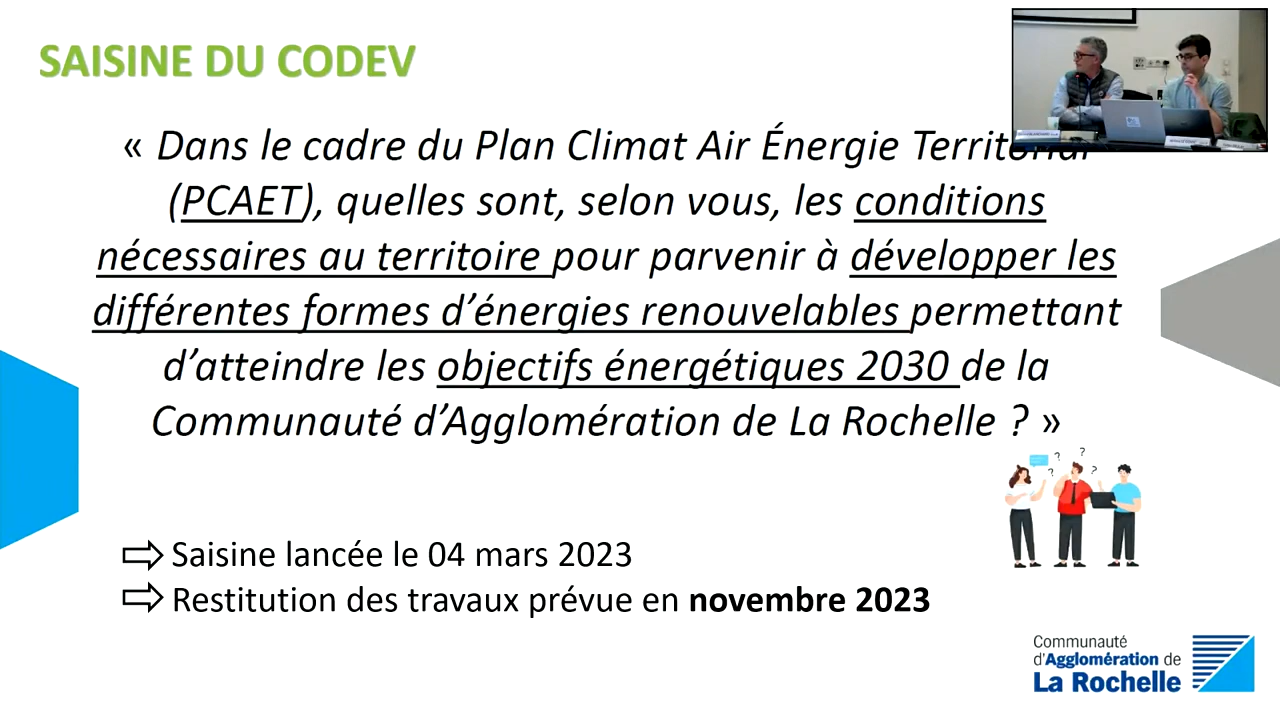 SAISINE DU CODEV
« Dans le cadre du Plan Climat Air Énergie Territorial
(PCAET), quelles sont, selon vous, les conditions
nécessaires au territoire pour parvenir à développer les
différentes formes d’énergies renouvelables permettant
d’atteindre les objectifs énergétiques 2030 de la
Communauté d’Agglomération de La Rochelle ? »
? ? ? ?
Saisine lancée le 04 mars 2023
Restitution des travaux prévue en novembre 2023
Communauté
d’Agglomération de
La Rochelle